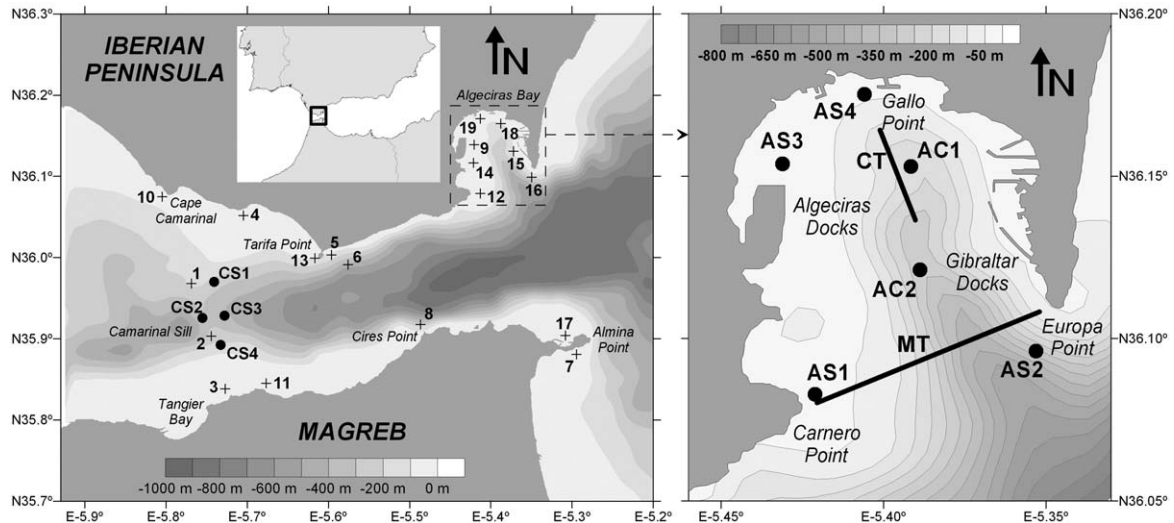 N36.3°
N36.2°
N36.1°
N36.0°
N35.9°
N35.8°
N35.7°
E-5.9°
E-5.8°
E-5.7°
E-5.6°
E-5.5°
E-5.4°
E-5.3°
E-5.2°
IBERIAN
PENINSULA
N
Algeciras Bay
19
18
9
15
14
16
12
10
Cape
Camarinal
4
Tarifa Point
5
13
6
1
CS1
CS2
CS3
Camarinal Sill
2
CS4
8
Cires Point
17
Almina
Point
7
3
11
Tangier
Bay
MAGREB
-1000 m
-800 m
-600 m
-400 m
-200 m
0 m
-800 m
-650 m
-500 m
-350 m
-200 m
-50 m
N
AS4
Gallo
Point
AS3
CT
AC1
Algeciras
Docks
Gibraltar
Docks
AC2
MT
Europa
Point
AS1
AS2
Carnero
Point
N36.20°
N36.15°
N36.10°
N36.05°
E-5.45°
E-5.40°
E-5.35°